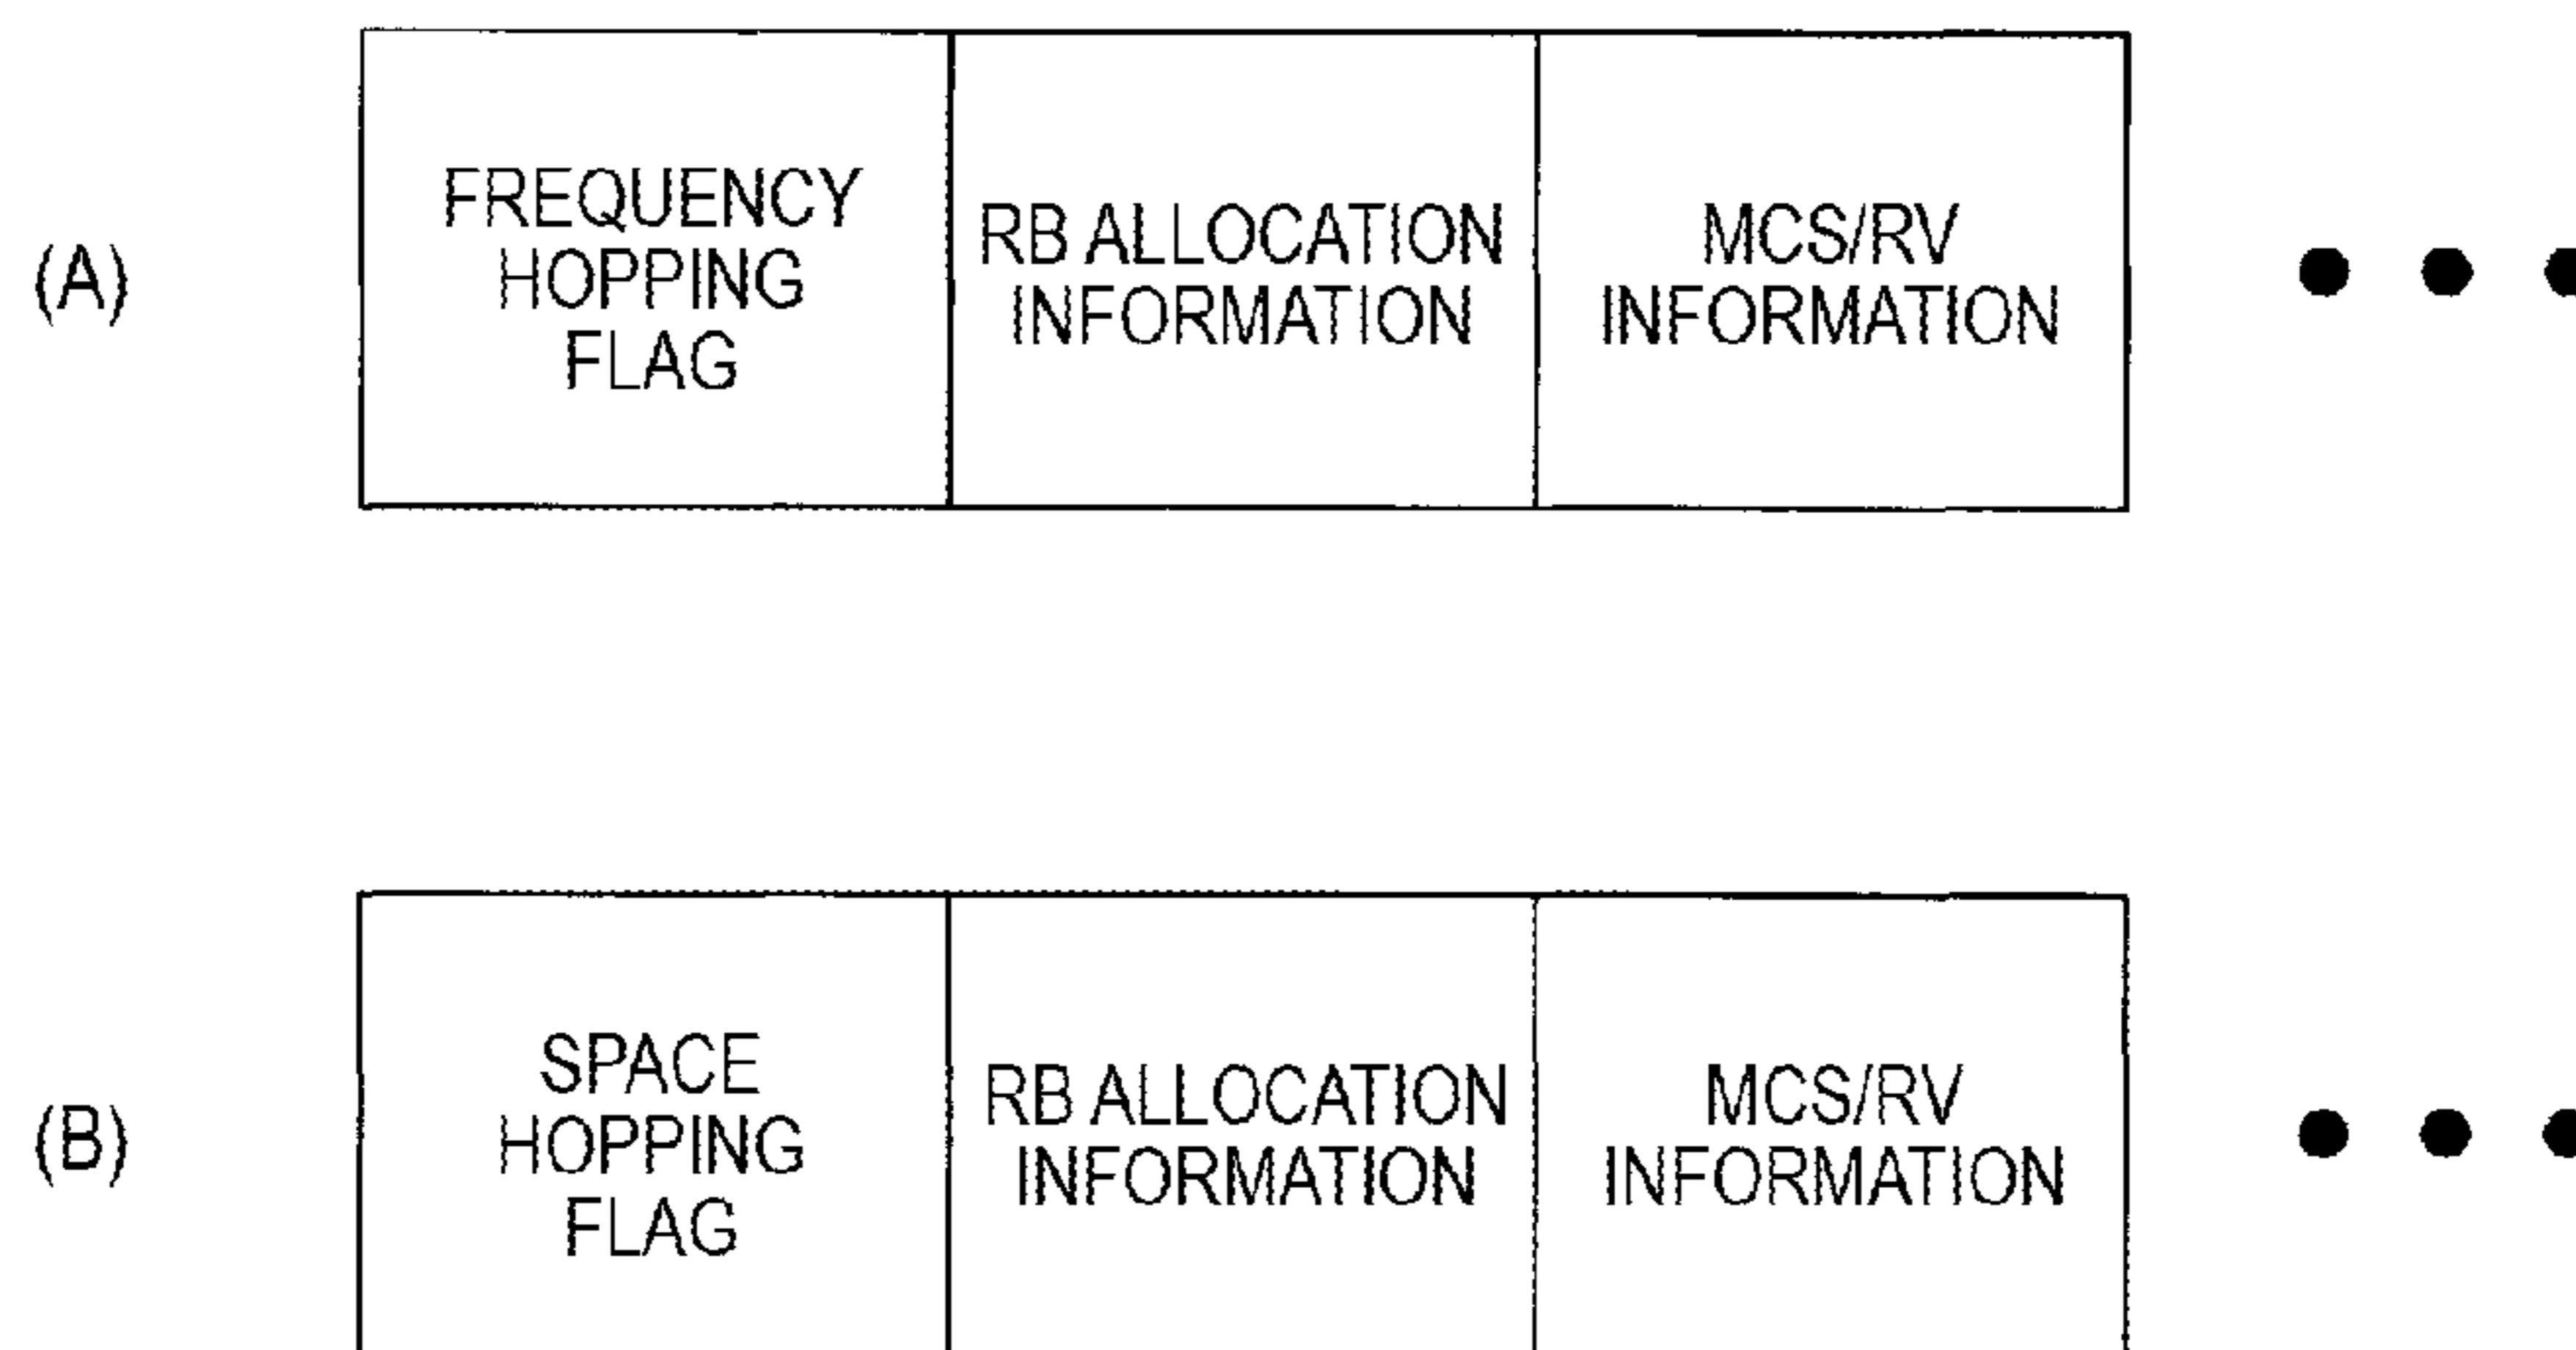 (A)
FREQUENCY
HOPPING
FLAG
RB ALLOCATION
INFORMATION
MCS/RV
INFORMATION
(B)
SPACE
HOPPING
FLAG
RB ALLOCATION
INFORMATION
MCS/RV
INFORMATION